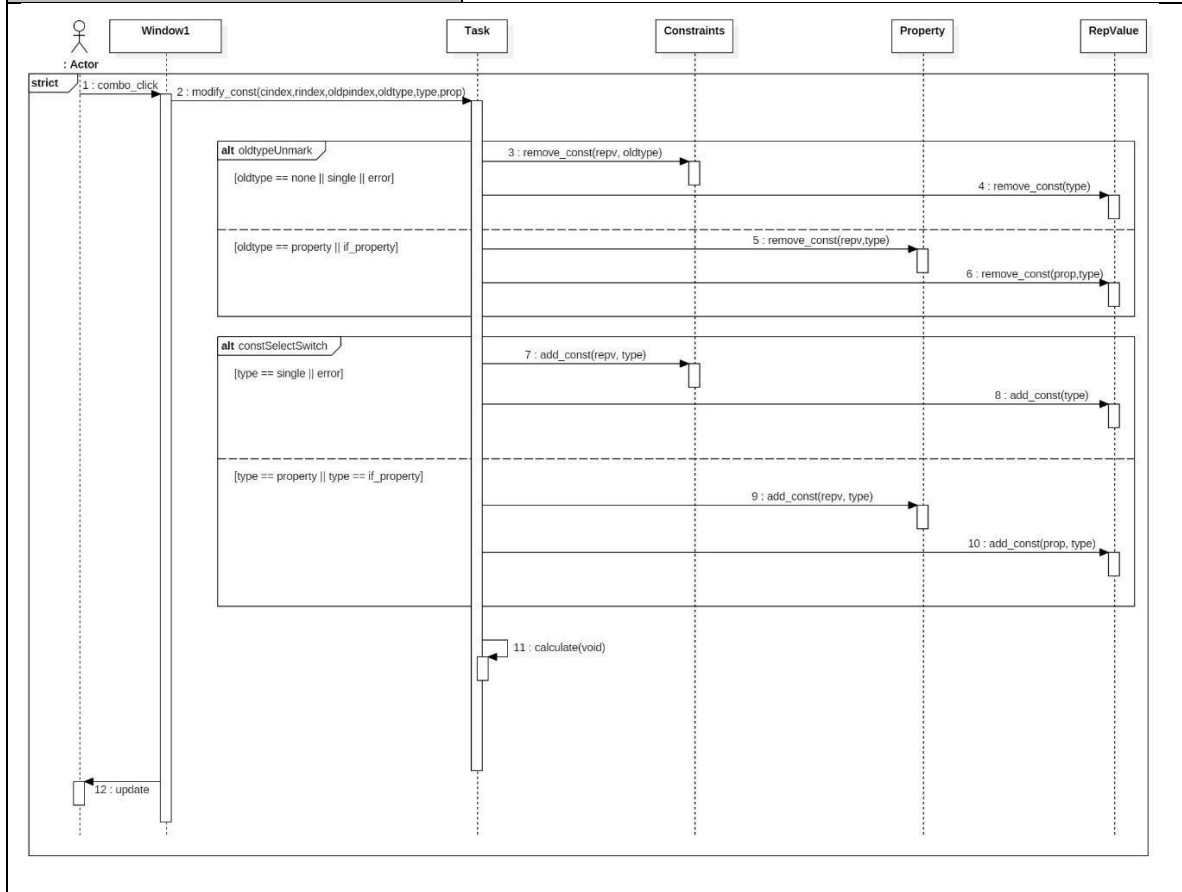 Window1
Task
Constraints
Property
RepValue
: Actor
strict
1 : combo_click
2 : modify_const(cindex,rindex,oldpindex,oldtype,type,prop)
alt oldtypeUnmark
3 : remove_const(repv, oldtype)
[oldtype == none || single || error]
4 : remove_const(type)
[oldtype == property || if_property]
5 : remove_const(repv,type)
6 : remove_const(prop,type)
alt constSelectSwitch
7 : add_const(repv, type)
[type == single || error]
8 : add_const(type)
[type == property || type == if_property]
9 : add_const(repv, type)
10 : add_const(prop, type)
11 : calculate(void)
12 : update